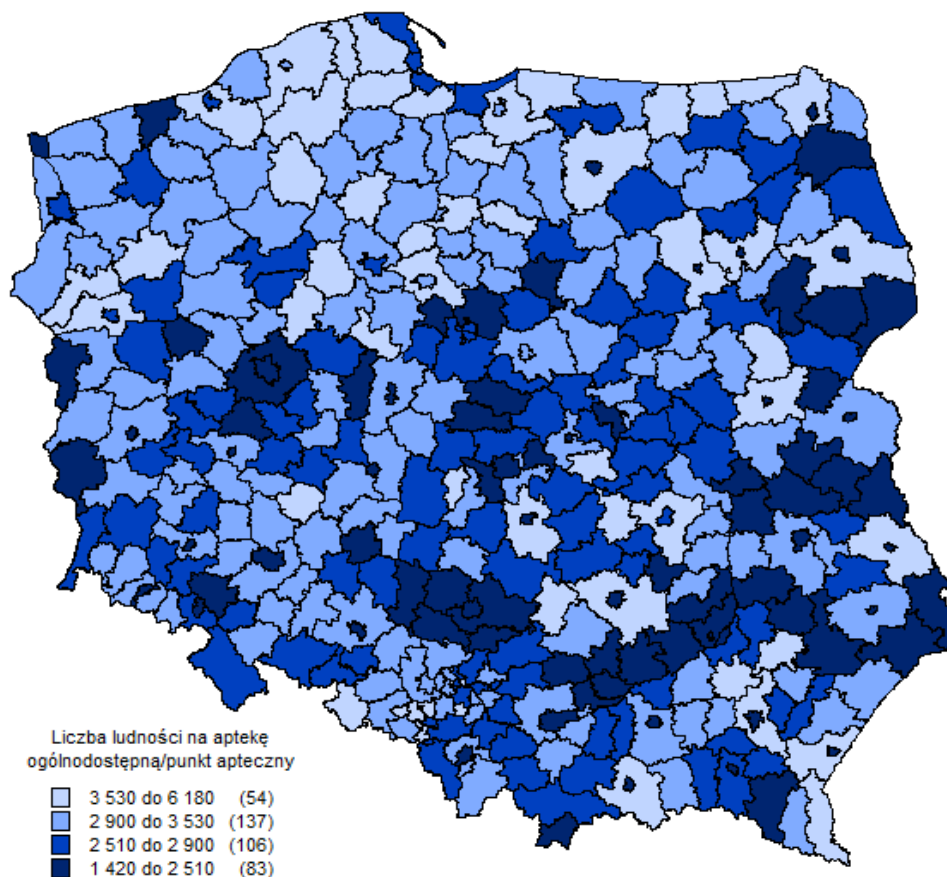 Liczba ludności na aptekę
ogólnodostępną/punkt apteczny
3 530 do 6 180 (54)
2 900 do 3 530 (137)
2 510 do 2 900 (106)
1 420 do 2 510 (83)